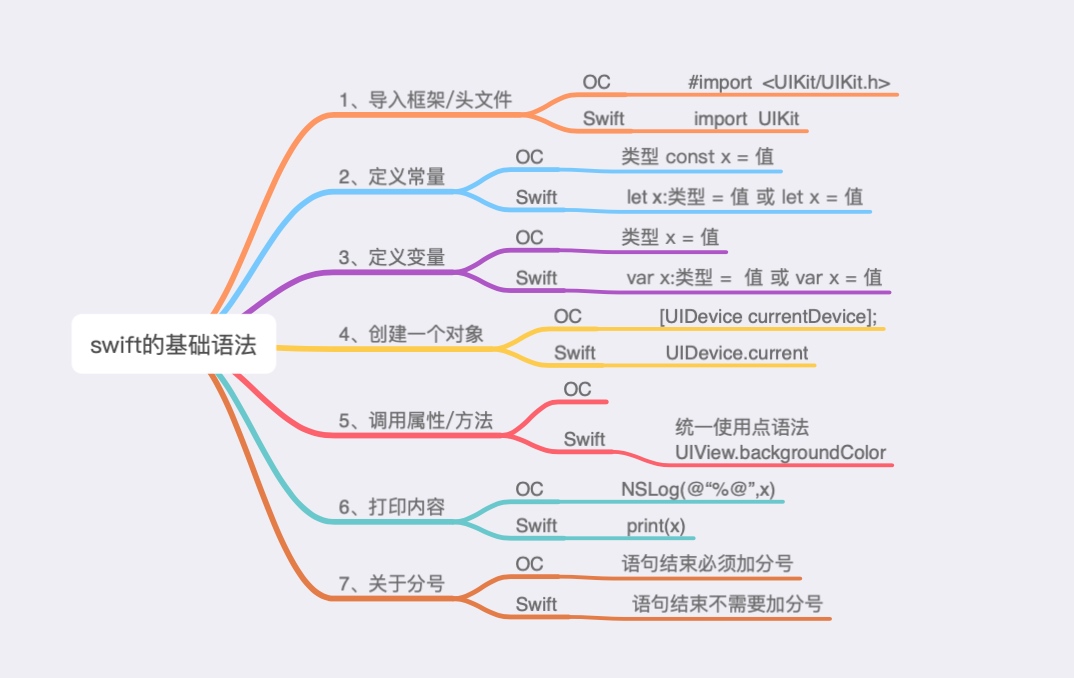 swift的基础语法
1、导入框架/头文件
OC #import <UIKit/UIKit.h>
Swift import UIKit
2、定义常量
OC 类型 const x = 值
Swift let x:类型 = 值 或 let x = 值
3、定义变量
OC 类型 x = 值
Swift var x:类型 = 值 或 var x = 值
4、创建一个对象
OC [UIDevice currentDevice];
Swift UIDevice.current
5、调用属性/方法
OC
Swift 统一使用点语法
UIView.backgroundColor
6、打印内容
OC NSLog(@“%@”,x)
Swift print(x)
7、关于分号
OC 语句结束必须加分号
Swift 语句结束不需要加分号